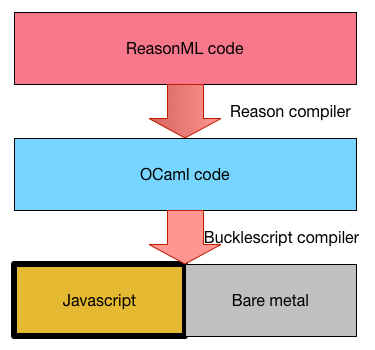 ReasonML code
Reason compiler
OCaml code
Bucklescript compiler
Javascript
Bare metal